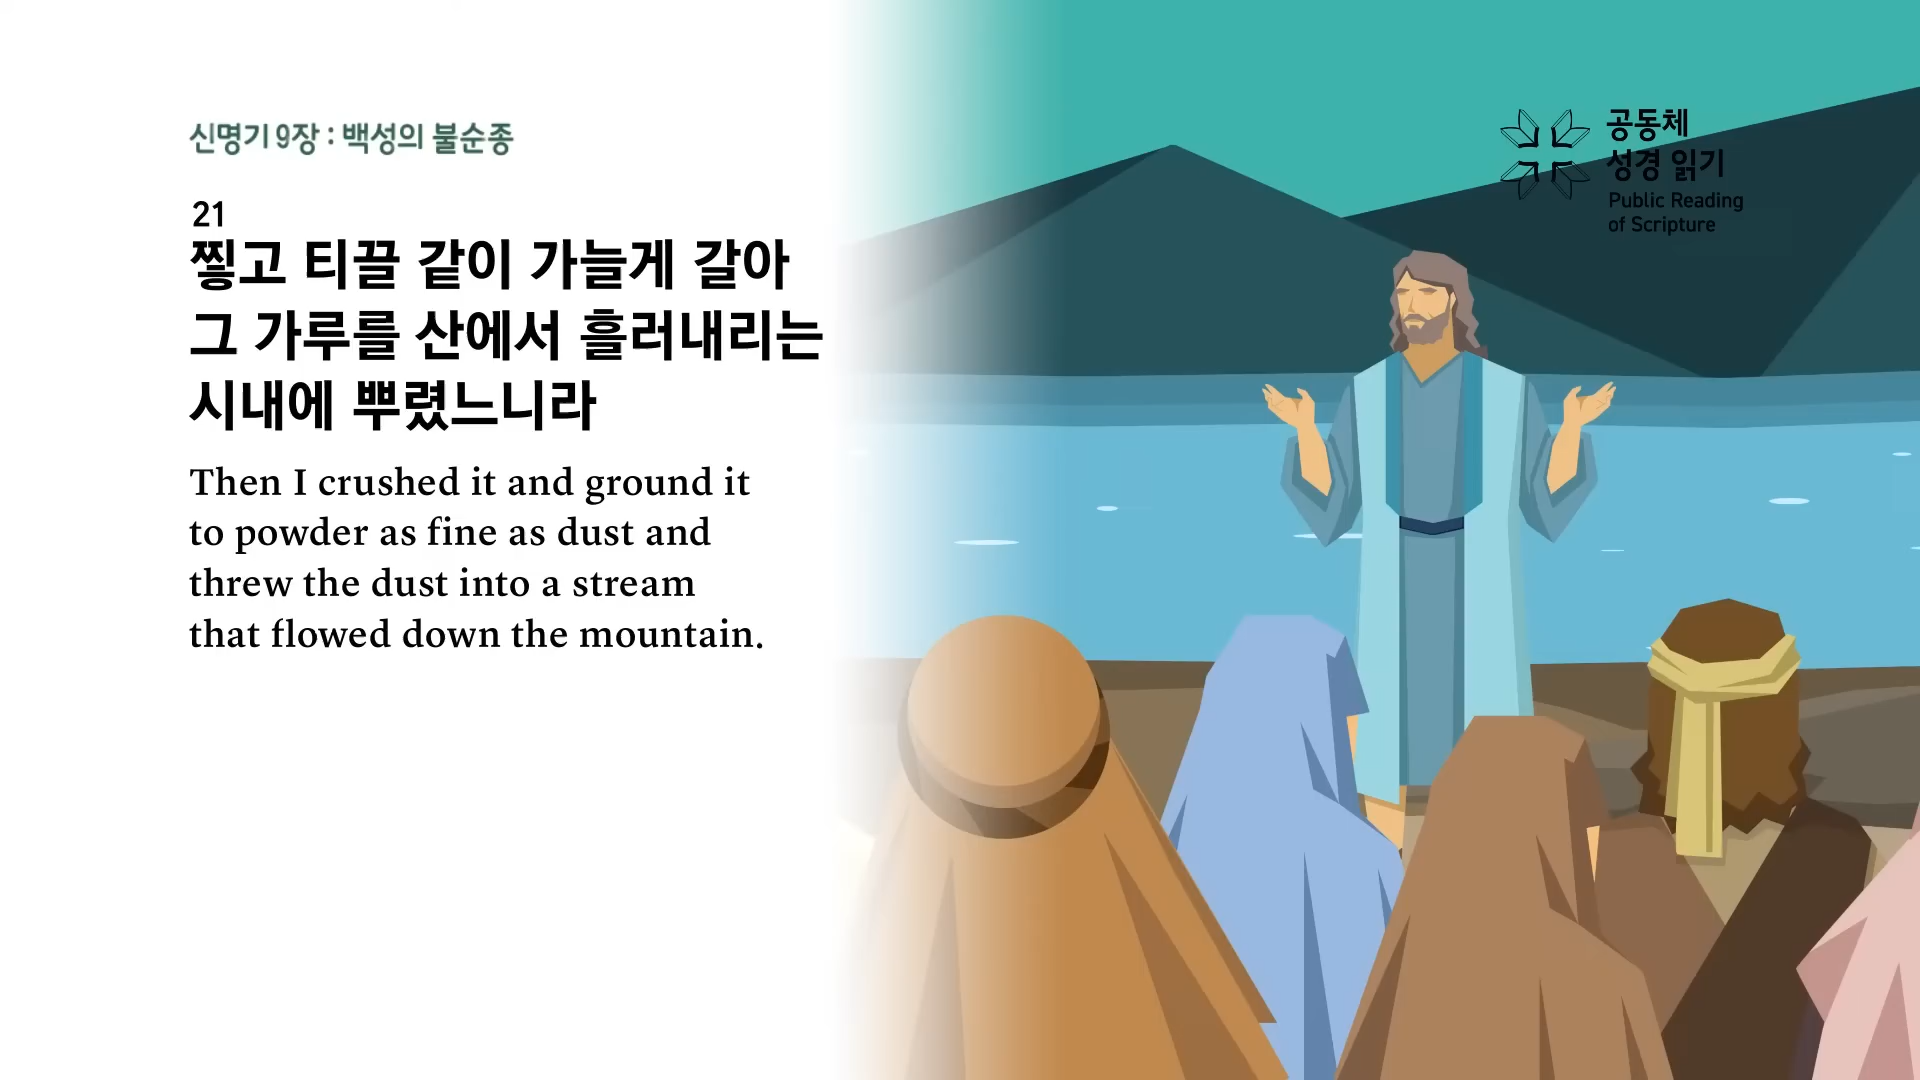 신명기 9장 : 백성의 불순종
21
찧고 티끌 같이 가늘게 갈아
그 가루를 산에서 흘러내리는
시내에 뿌렸느니라
Then I crushed it and ground it
to powder as fine as dust and
threw the dust into a stream
that flowed down the mountain.
공동체
성경 읽기
Public Reading
of Scripture